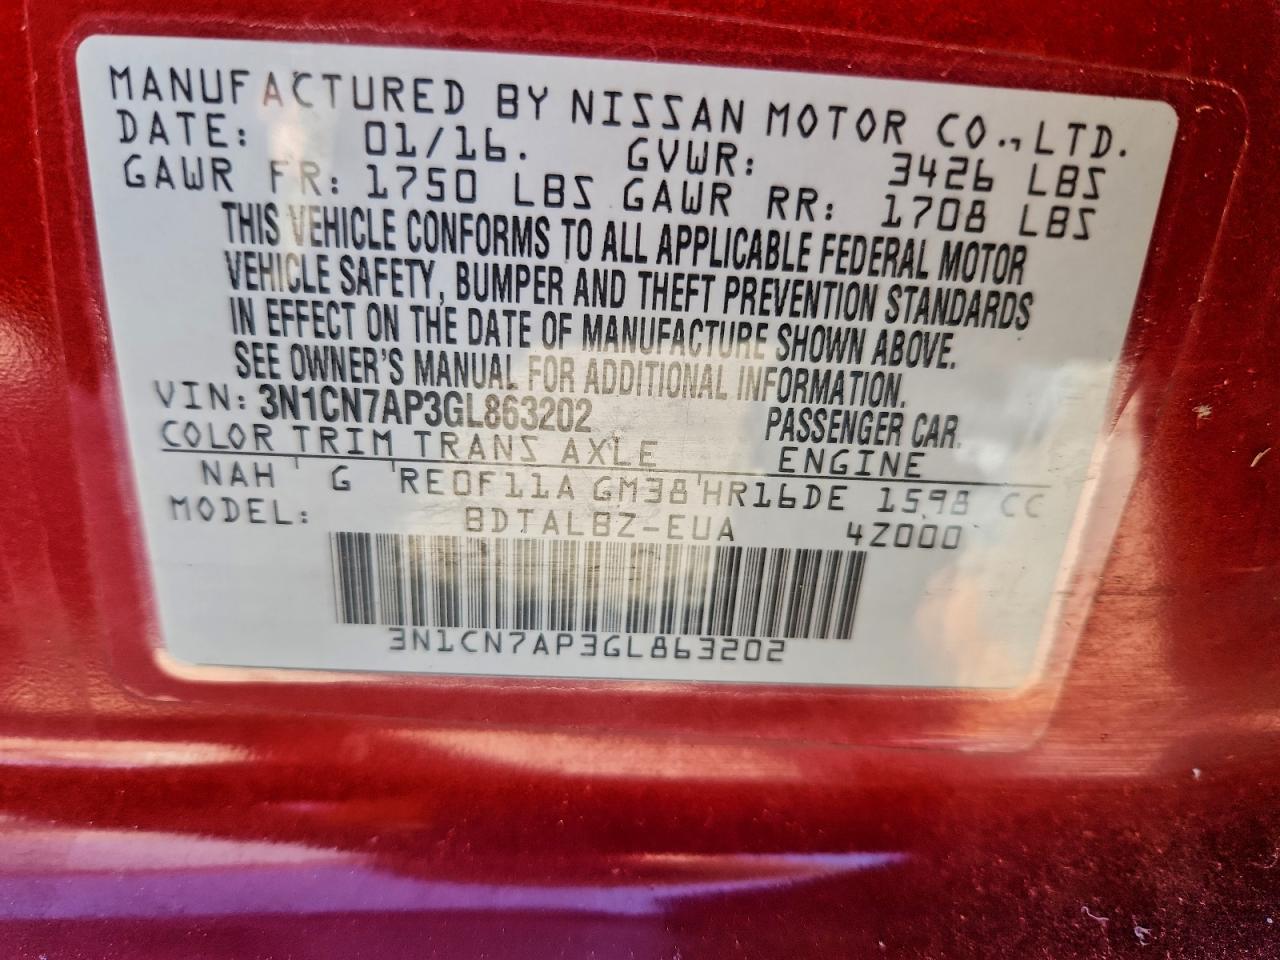 MANUFACTURED BY NISSAN MOTOR CO., LTD.
DATE: 01/16. GVWR: 3426 LBS
GAWR FR: 1750 LBS GAWR RR: 1708 LBS
THIS VEHICLE CONFORMS TO ALL APPLICABLE FEDERAL MOTOR
VEHICLE SAFETY, BUMPER AND THEFT PREVENTION STANDARDS
IN EFFECT ON THE DATE OF MANUFACTURE SHOWN ABOVE.
SEE OWNER'S MANUAL FOR ADDITIONAL INFORMATION.
VIN: 3N1CN7AP3GL863202 PASSENGER CAR
COLOR TRIM TRANS AXLE ENGINE
NAH G RE0F11A GM38 HR16DE 1598 CC
MODEL: BDTALBZ-EUA 4Z000
3N1CN7AP3GL863202